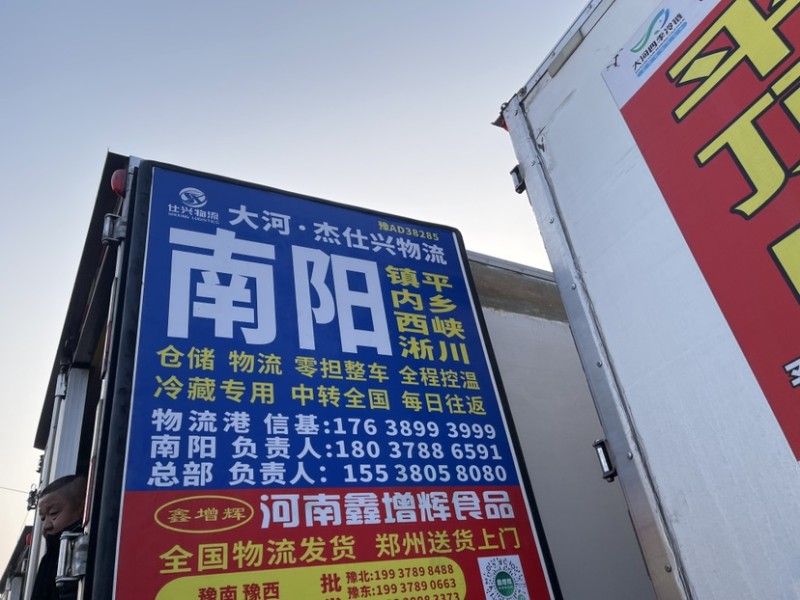 仕兴物流
大河·杰仕兴物流
豫AD38285
南阳
镇平
内乡
西峡
淅川
仓储 物流 零担整车 全程控温
冷藏专用 中转全国 每日往返
物流港 信基:176 3899 3999
南阳 负责人:180 3788 6591
总部 负责人: 155 3805 8080
鑫增辉 河南鑫增辉食品
全国物流发货 郑州送货上门
豫南 豫西
批
豫北:199 3789 8488
豫东:199 3789 0663
大河四季冷链